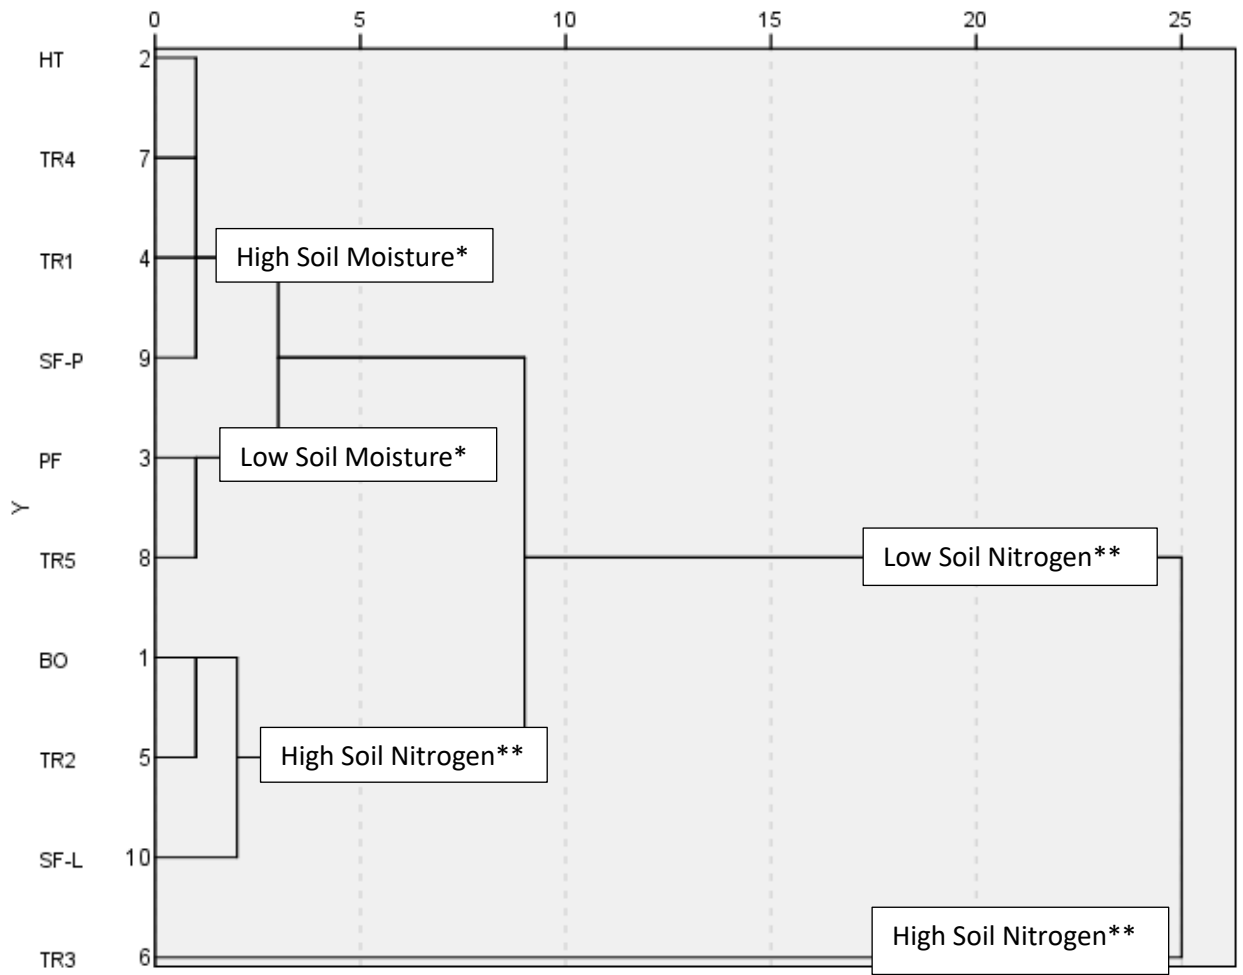 0 5 10 15 20 25
HT 2
TR4 7
TR1 4 High Soil Moisture*
SF-P 9
PF 3 Low Soil Moisture*
Y
TR5 8 Low Soil Nitrogen**
BO 1
TR2 5 High Soil Nitrogen**
SF-L 10
TR3 6 High Soil Nitrogen**